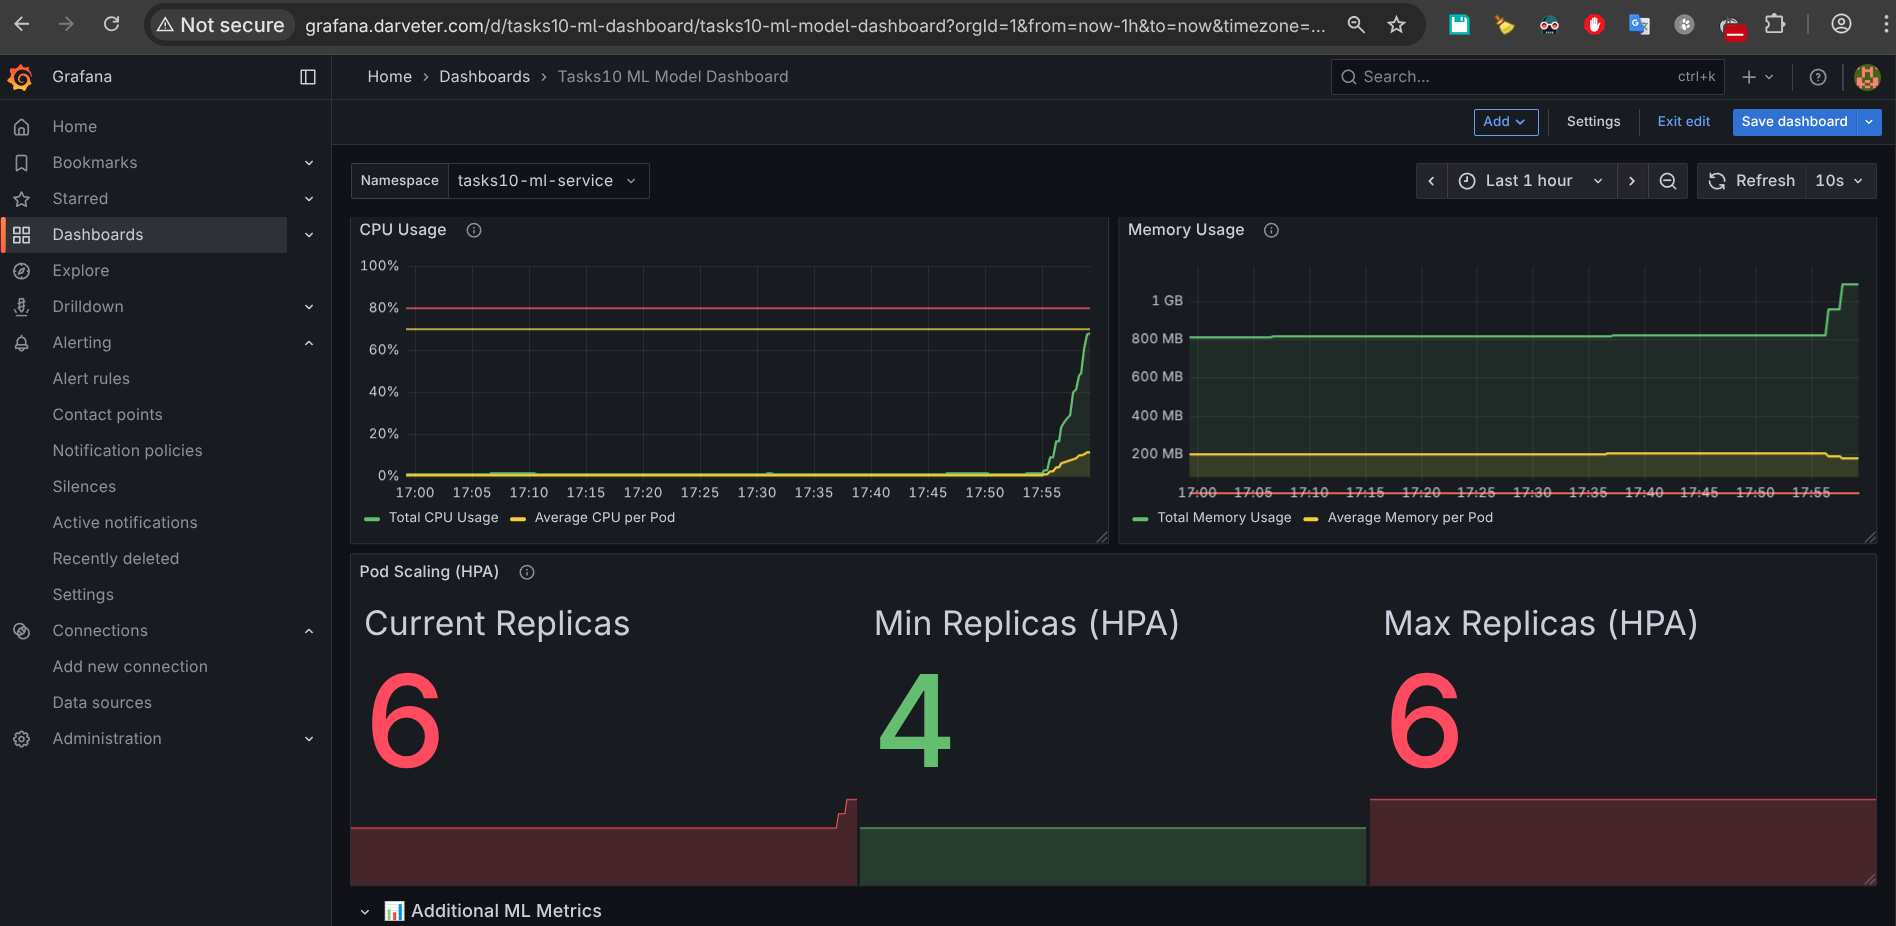 Not secure grafana.darveter.com/d/tasks10-ml-dashboard/tasks10-ml-model-dashboard?orgId=1&from=now-1h&to=now&timezone=...
Grafana
Home › Dashboards › Tasks10 ML Model Dashboard
Search... ctrl+k
Add Settings Exit edit Save dashboard
Home
Bookmarks
Starred
Dashboards
Explore
Drilldown
Alerting
Alert rules
Contact points
Notification policies
Silences
Active notifications
Recently deleted
Settings
Connections
Add new connection
Data sources
Administration
Namespace tasks10-ml-service
Last 1 hour Refresh 10s
CPU Usage
100%
80%
60%
40%
20%
0%
17:00 17:05 17:10 17:15 17:20 17:25 17:30 17:35 17:40 17:45 17:50 17:55
Total CPU Usage Average CPU per Pod
Memory Usage
1 GB
800 MB
600 MB
400 MB
200 MB
17:00 17:05 17:10 17:15 17:20 17:25 17:30 17:35 17:40 17:45 17:50 17:55
Total Memory Usage Average Memory per Pod
Pod Scaling (HPA)
Current Replicas
6
Min Replicas (HPA)
4
Max Replicas (HPA)
6
Additional ML Metrics